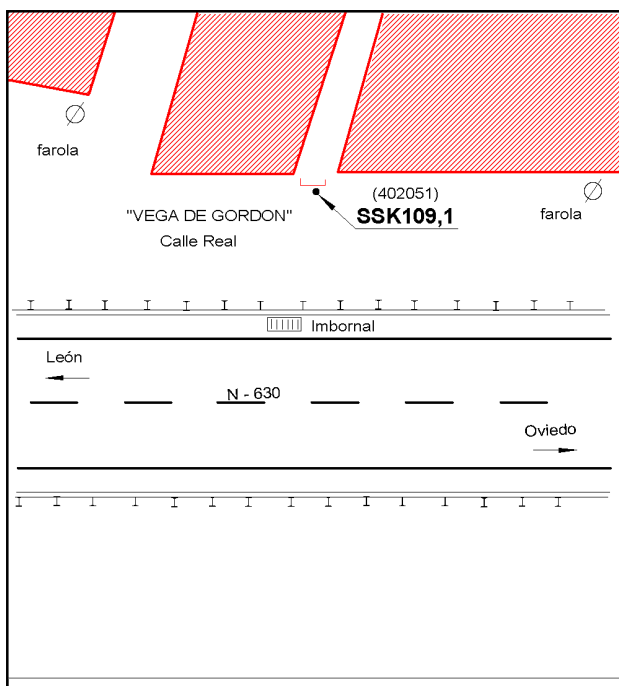 farola
(402051)
"VEGA DE GORDON"
SSK109,1
farola
Calle Real
Imbornal
León
N - 630
Oviedo